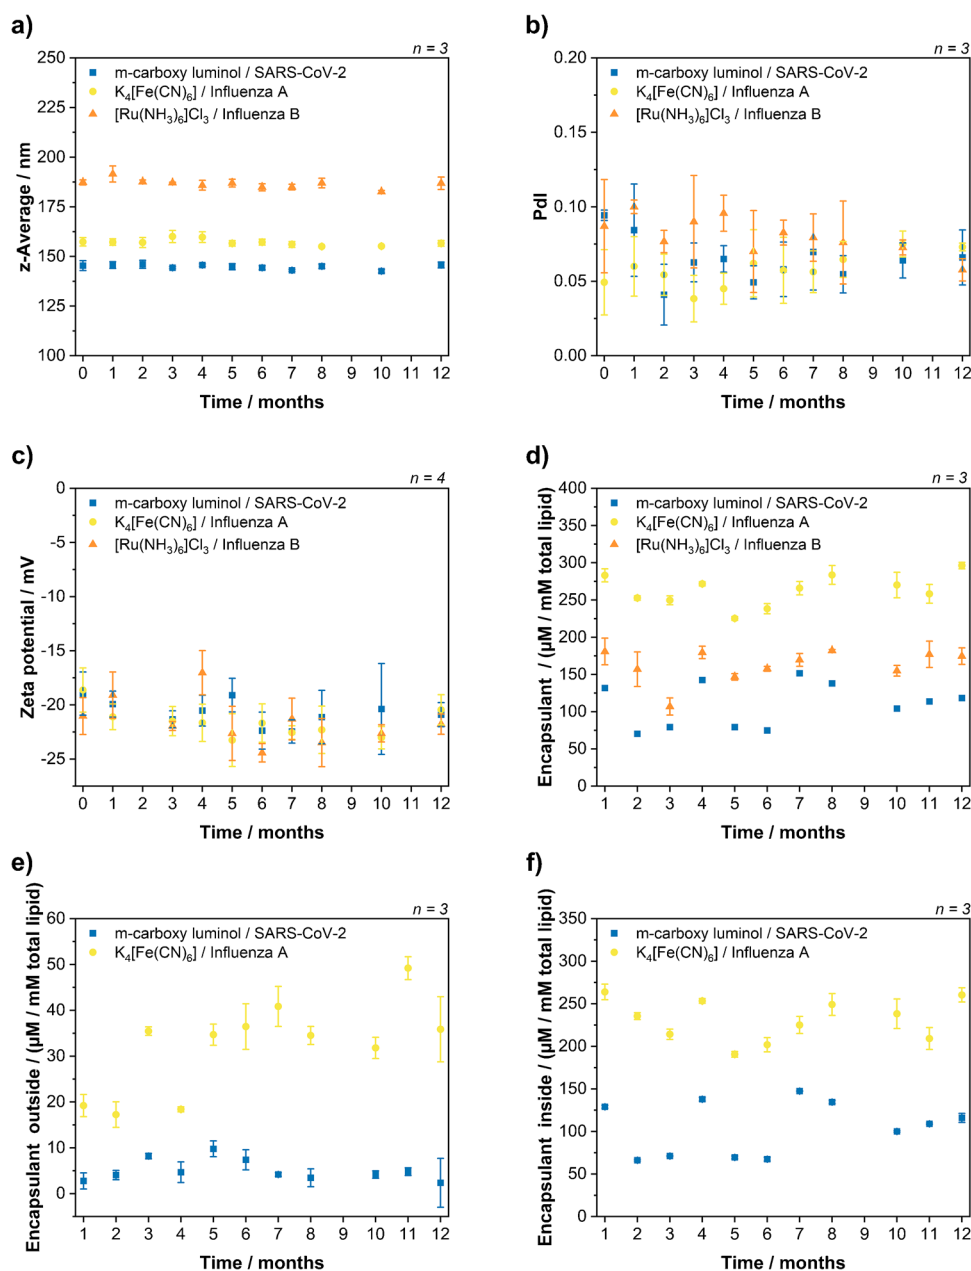 a)
n = 3
z-Average / nm
250
225
200
175
150
125
100
m-carboxy luminol / SARS-CoV-2
K₄[Fe(CN)₆] / Influenza A
[Ru(NH₃)₆]Cl₃ / Influenza B
0 1 2 3 4 5 6 7 8 9 10 11 12
Time / months
b)
n = 3
PdI
0.20
0.15
0.10
0.05
0.00
m-carboxy luminol / SARS-CoV-2
K₄[Fe(CN)₆] / Influenza A
[Ru(NH₃)₆]Cl₃ / Influenza B
0 1 2 3 4 5 6 7 8 9 10 11 12
Time / months
c)
n = 4
Zeta potential / mV
0
-5
-10
-15
-20
-25
m-carboxy luminol / SARS-CoV-2
K₄[Fe(CN)₆] / Influenza A
[Ru(NH₃)₆]Cl₃ / Influenza B
0 1 2 3 4 5 6 7 8 9 10 11 12
Time / months
d)
n = 3
Encapsulant / (µM / mM total lipid)
400
350
300
250
200
150
100
50
0
m-carboxy luminol / SARS-CoV-2
K₄[Fe(CN)₆] / Influenza A
[Ru(NH₃)₆]Cl₃ / Influenza B
1 2 3 4 5 6 7 8 9 10 11 12
Time / months
e)
n = 3
Encapsulant outside / (µM / mM total lipid)
60
50
40
30
20
10
0
m-carboxy luminol / SARS-CoV-2
K₄[Fe(CN)₆] / Influenza A
1 2 3 4 5 6 7 8 9 10 11 12
Time / months
f)
n = 3
Encapsulant inside / (µM / mM total lipid)
350
300
250
200
150
100
50
0
m-carboxy luminol / SARS-CoV-2
K₄[Fe(CN)₆] / Influenza A
1 2 3 4 5 6 7 8 9 10 11 12
Time / months